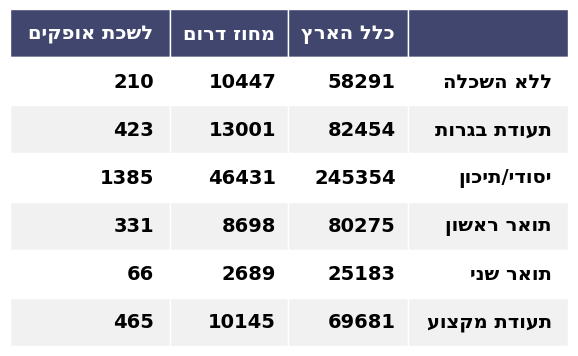 כלל הארץ מחוז דרום לשכת אופקים
ללא השכלה 58291 10447 210
תעודת בגרות 82454 13001 423
יסודי/תיכון 245354 46431 1385
תואר ראשון 80275 8698 331
תואר שני 25183 2689 66
תעודת מקצוע 69681 10145 465